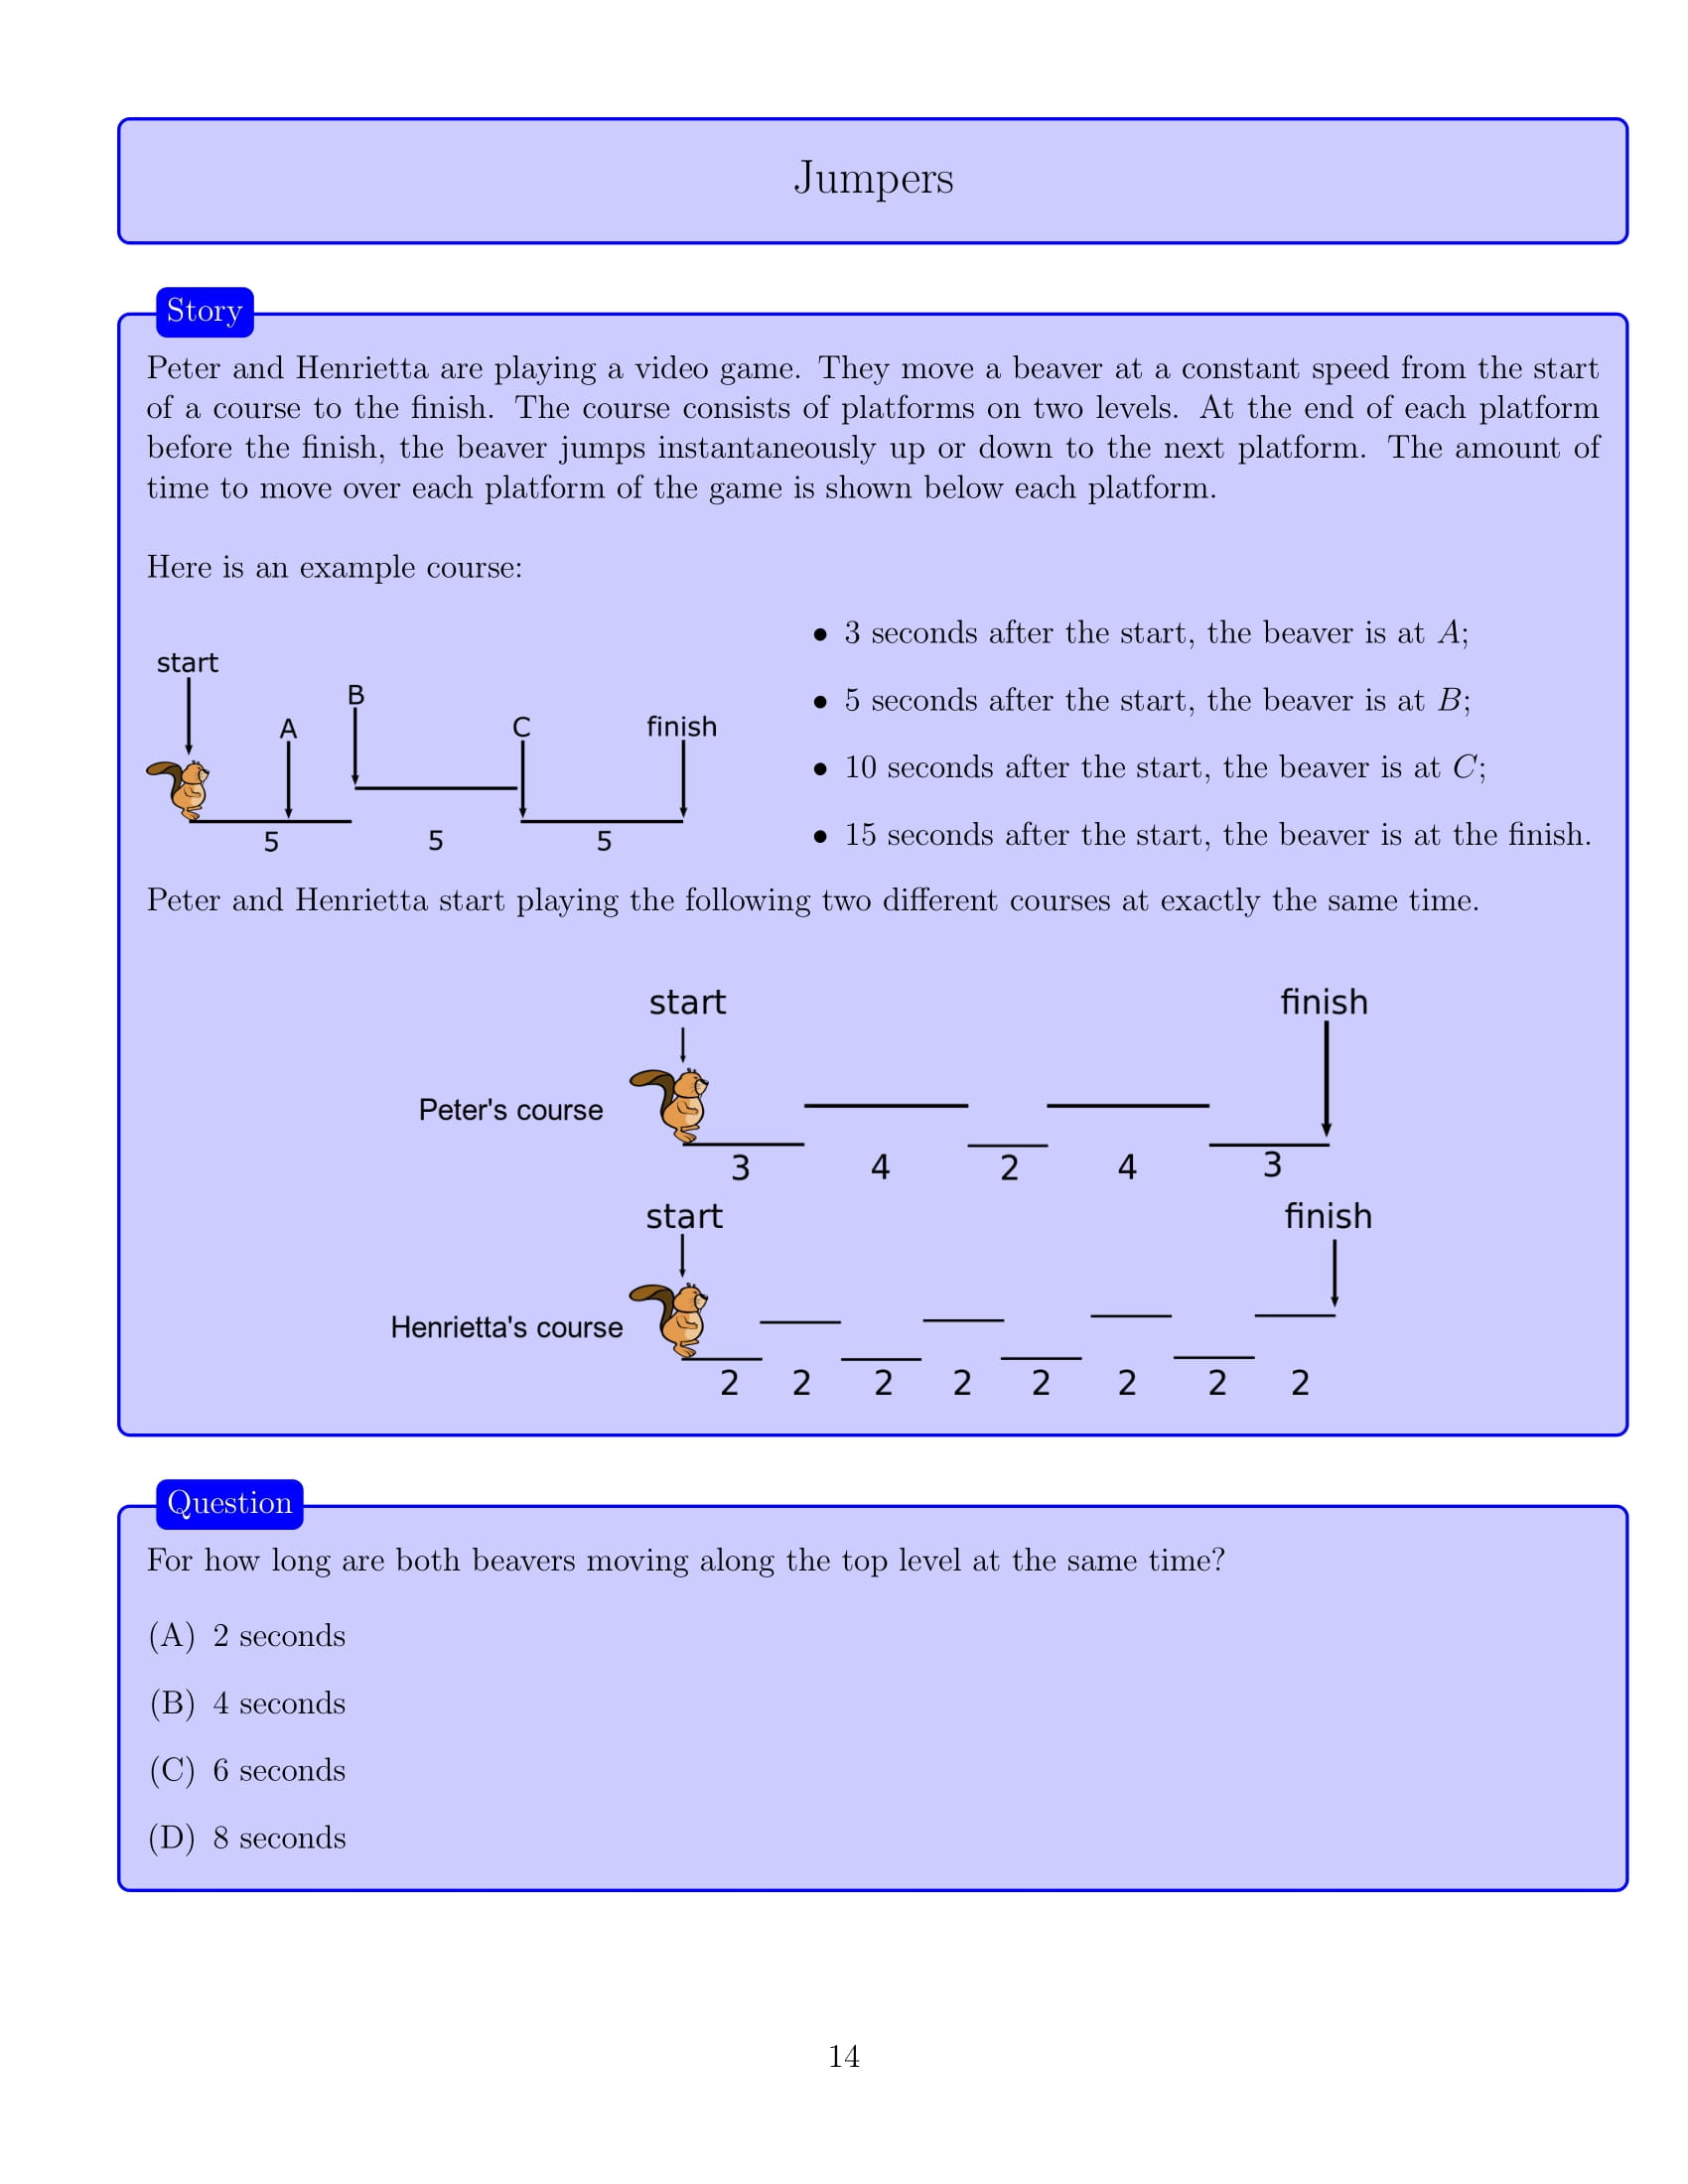 Jumpers
Story
Peter and Henrietta are playing a video game. They move a beaver at a constant speed from the start
of a course to the finish. The course consists of platforms on two levels. At the end of each platform
before the finish, the beaver jumps instantaneously up or down to the next platform. The amount of
time to move over each platform of the game is shown below each platform.
Here is an example course:
start
A
B
C
finish
5 5 5
• 3 seconds after the start, the beaver is at A;
• 5 seconds after the start, the beaver is at B;
• 10 seconds after the start, the beaver is at C;
• 15 seconds after the start, the beaver is at the finish.
Peter and Henrietta start playing the following two different courses at exactly the same time.
start finish
Peter's course
3 4 2 4 3
start finish
Henrietta's course
2 2 2 2 2 2 2 2
Question
For how long are both beavers moving along the top level at the same time?
(A) 2 seconds
(B) 4 seconds
(C) 6 seconds
(D) 8 seconds
14